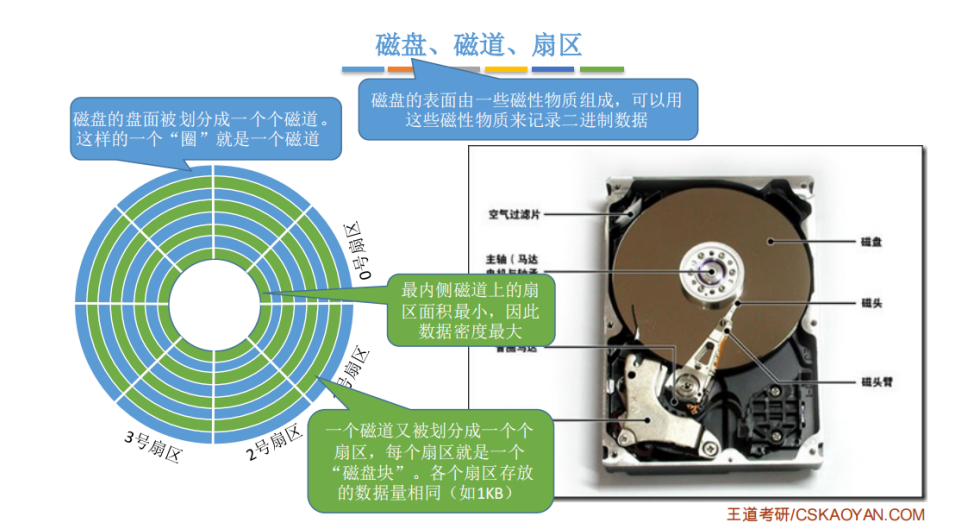 磁盘、磁道、扇区
磁盘的表面由一些磁性物质组成，可以用
这些磁性物质来记录二进制数据
磁盘的盘面被划分成一个个磁道。
这样的一个“圈”就是一个磁道
0号扇区
号扇区
2号扇区
3号扇区
最内侧磁道上的扇
区面积最小，因此
数据密度最大
一个磁道又被划分成一个个
扇区，每个扇区就是一个
“磁盘块”。各个扇区存放
的数据量相同（如1KB）
空气过滤片
主轴（马达
磁盘
磁头
磁头臂
王道考研/CSKAOYAN.COM